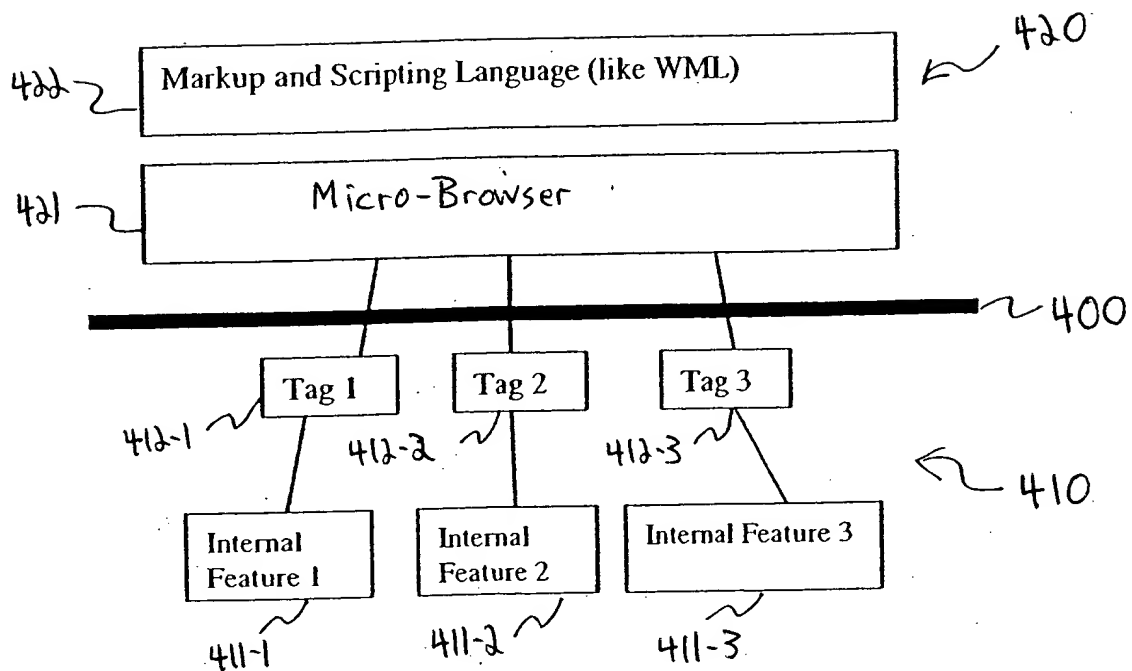 420
422
Markup and Scripting Language (like WML)
421
Micro-Browser
400
Tag 1
Tag 2
Tag 3
412-1
412-2
412-3
410
Internal
Feature 1
Internal
Feature 2
Internal Feature 3
411-1
411-2
411-3